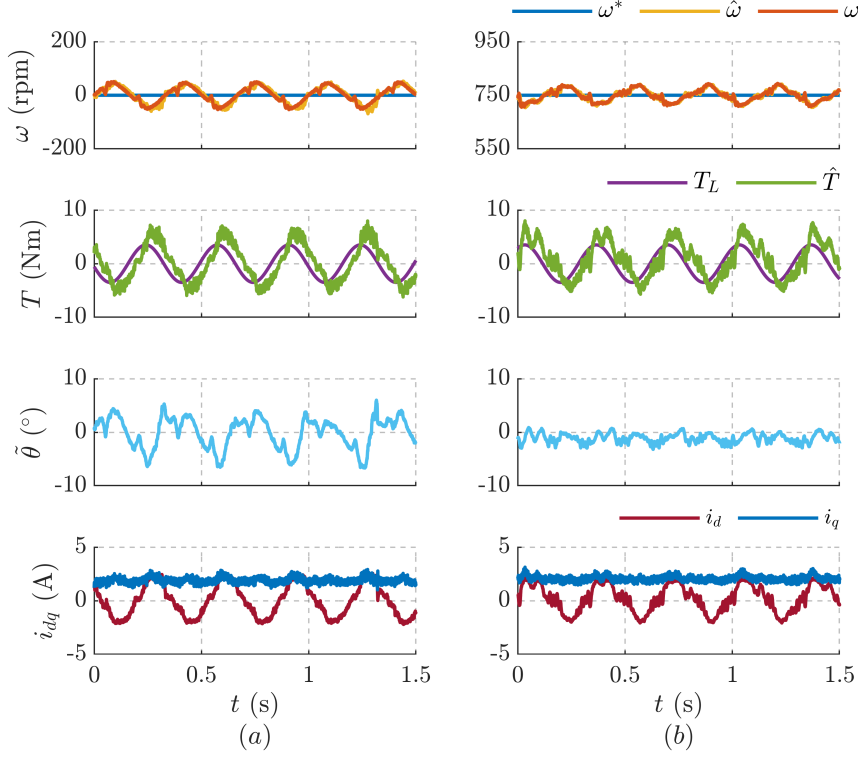 ω* ω̂ ω
200 950
0 750
-200 550
ω (rpm)
T_L T̂
10 10
0 0
-10 -10
T (Nm)
10 10
0 0
-10 -10
θ̃ (°)
i_d i_q
5 5
0 0
-5 -5
i_dq (A)
0 0.5 1 1.5 0 0.5 1 1.5
t (s) t (s)
(a) (b)